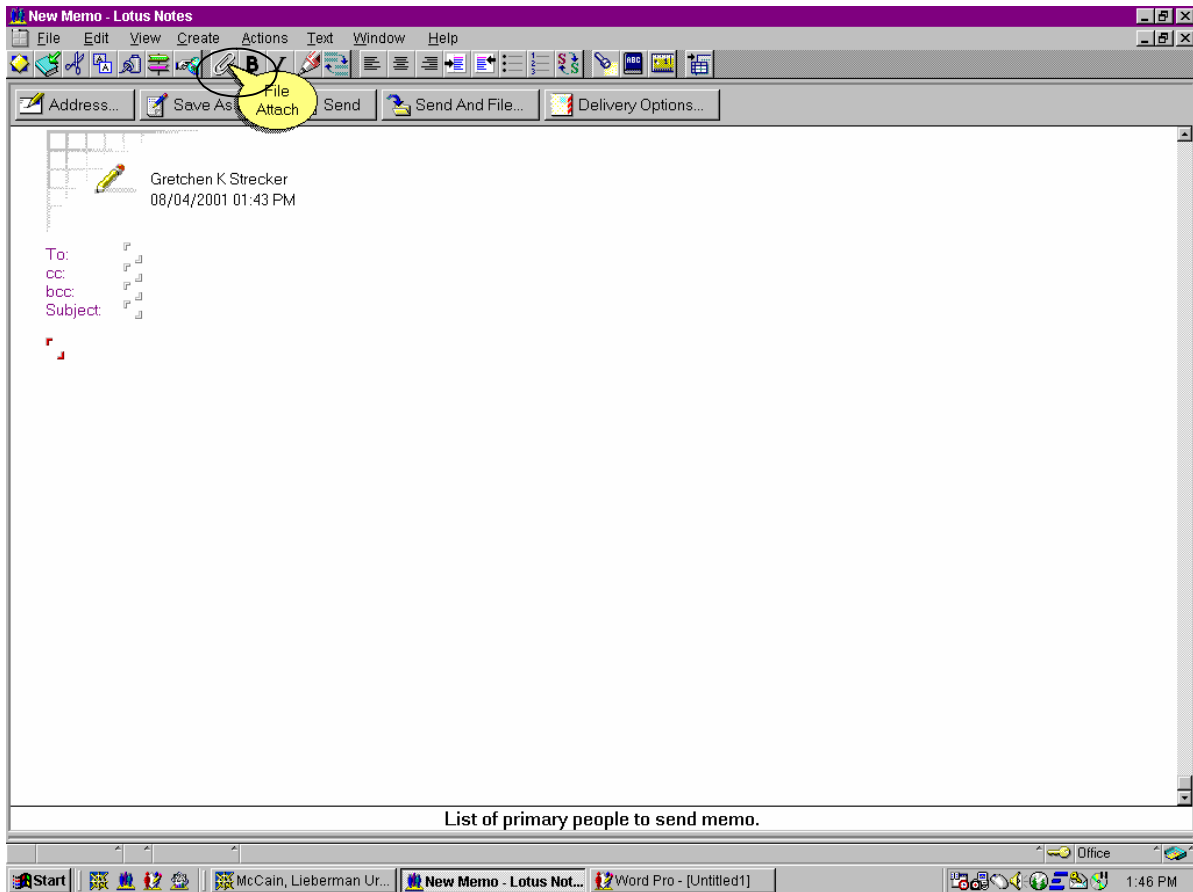 New Memo - Lotus Notes
File Edit View Create Actions Text Window Help
B I
File
Attach
Address... Save As Send Send And File... Delivery Options...
Gretchen K Strecker
08/04/2001 01:43 PM
To:
cc:
bcc:
Subject:
List of primary people to send memo.
Office
Start McCain, Lieberman Ur... New Memo - Lotus Not... Word Pro - [Untitled1] 1:46 PM